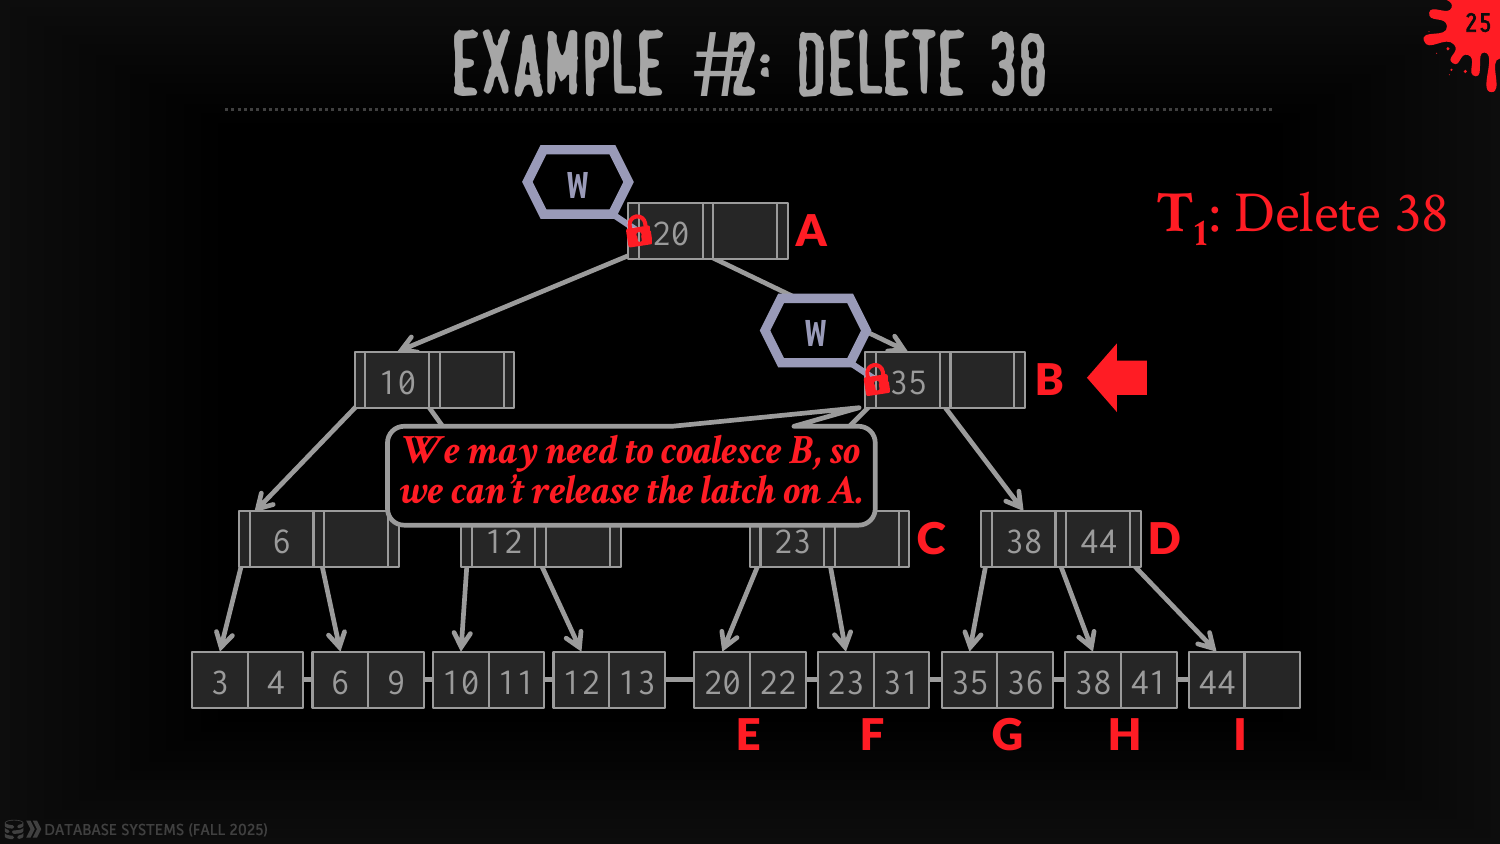 25
EXAMPLE #2: DELETE 38
W
T1: Delete 38
20 A
W
10
35 B
We may need to coalesce B, so
we can't release the latch on A.
6
12
23 C
38 44 D
3 4 6 9 10 11 12 13 20 22 23 31 35 36 38 41 44
E F G H I
DATABASE SYSTEMS (FALL 2025)